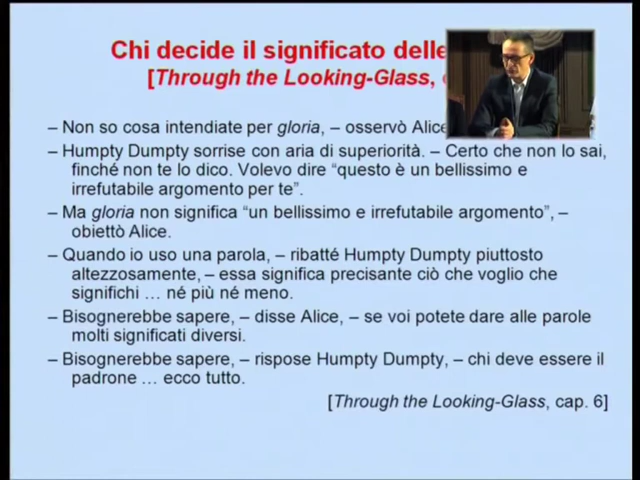 Chi decide il significato delle
[Through the Looking-Glass,
– Non so cosa intendiate per gloria, – osservò Alice
– Humpty Dumpty sorrise con aria di superiorità. – Certo che non lo sai,
finché non te lo dico. Volevo dire “questo è un bellissimo e
irrefutabile argomento per te”.
– Ma gloria non significa “un bellissimo e irrefutabile argomento”, –
obiettò Alice.
– Quando io uso una parola, – ribatté Humpty Dumpty piuttosto
altezzosamente, – essa significa precisante ciò che voglio che
significhi … né più né meno.
– Bisognerebbe sapere, – disse Alice, – se voi potete dare alle parole
molti significati diversi.
– Bisognerebbe sapere, – rispose Humpty Dumpty, – chi deve essere il
padrone … ecco tutto.
[Through the Looking-Glass, cap. 6]